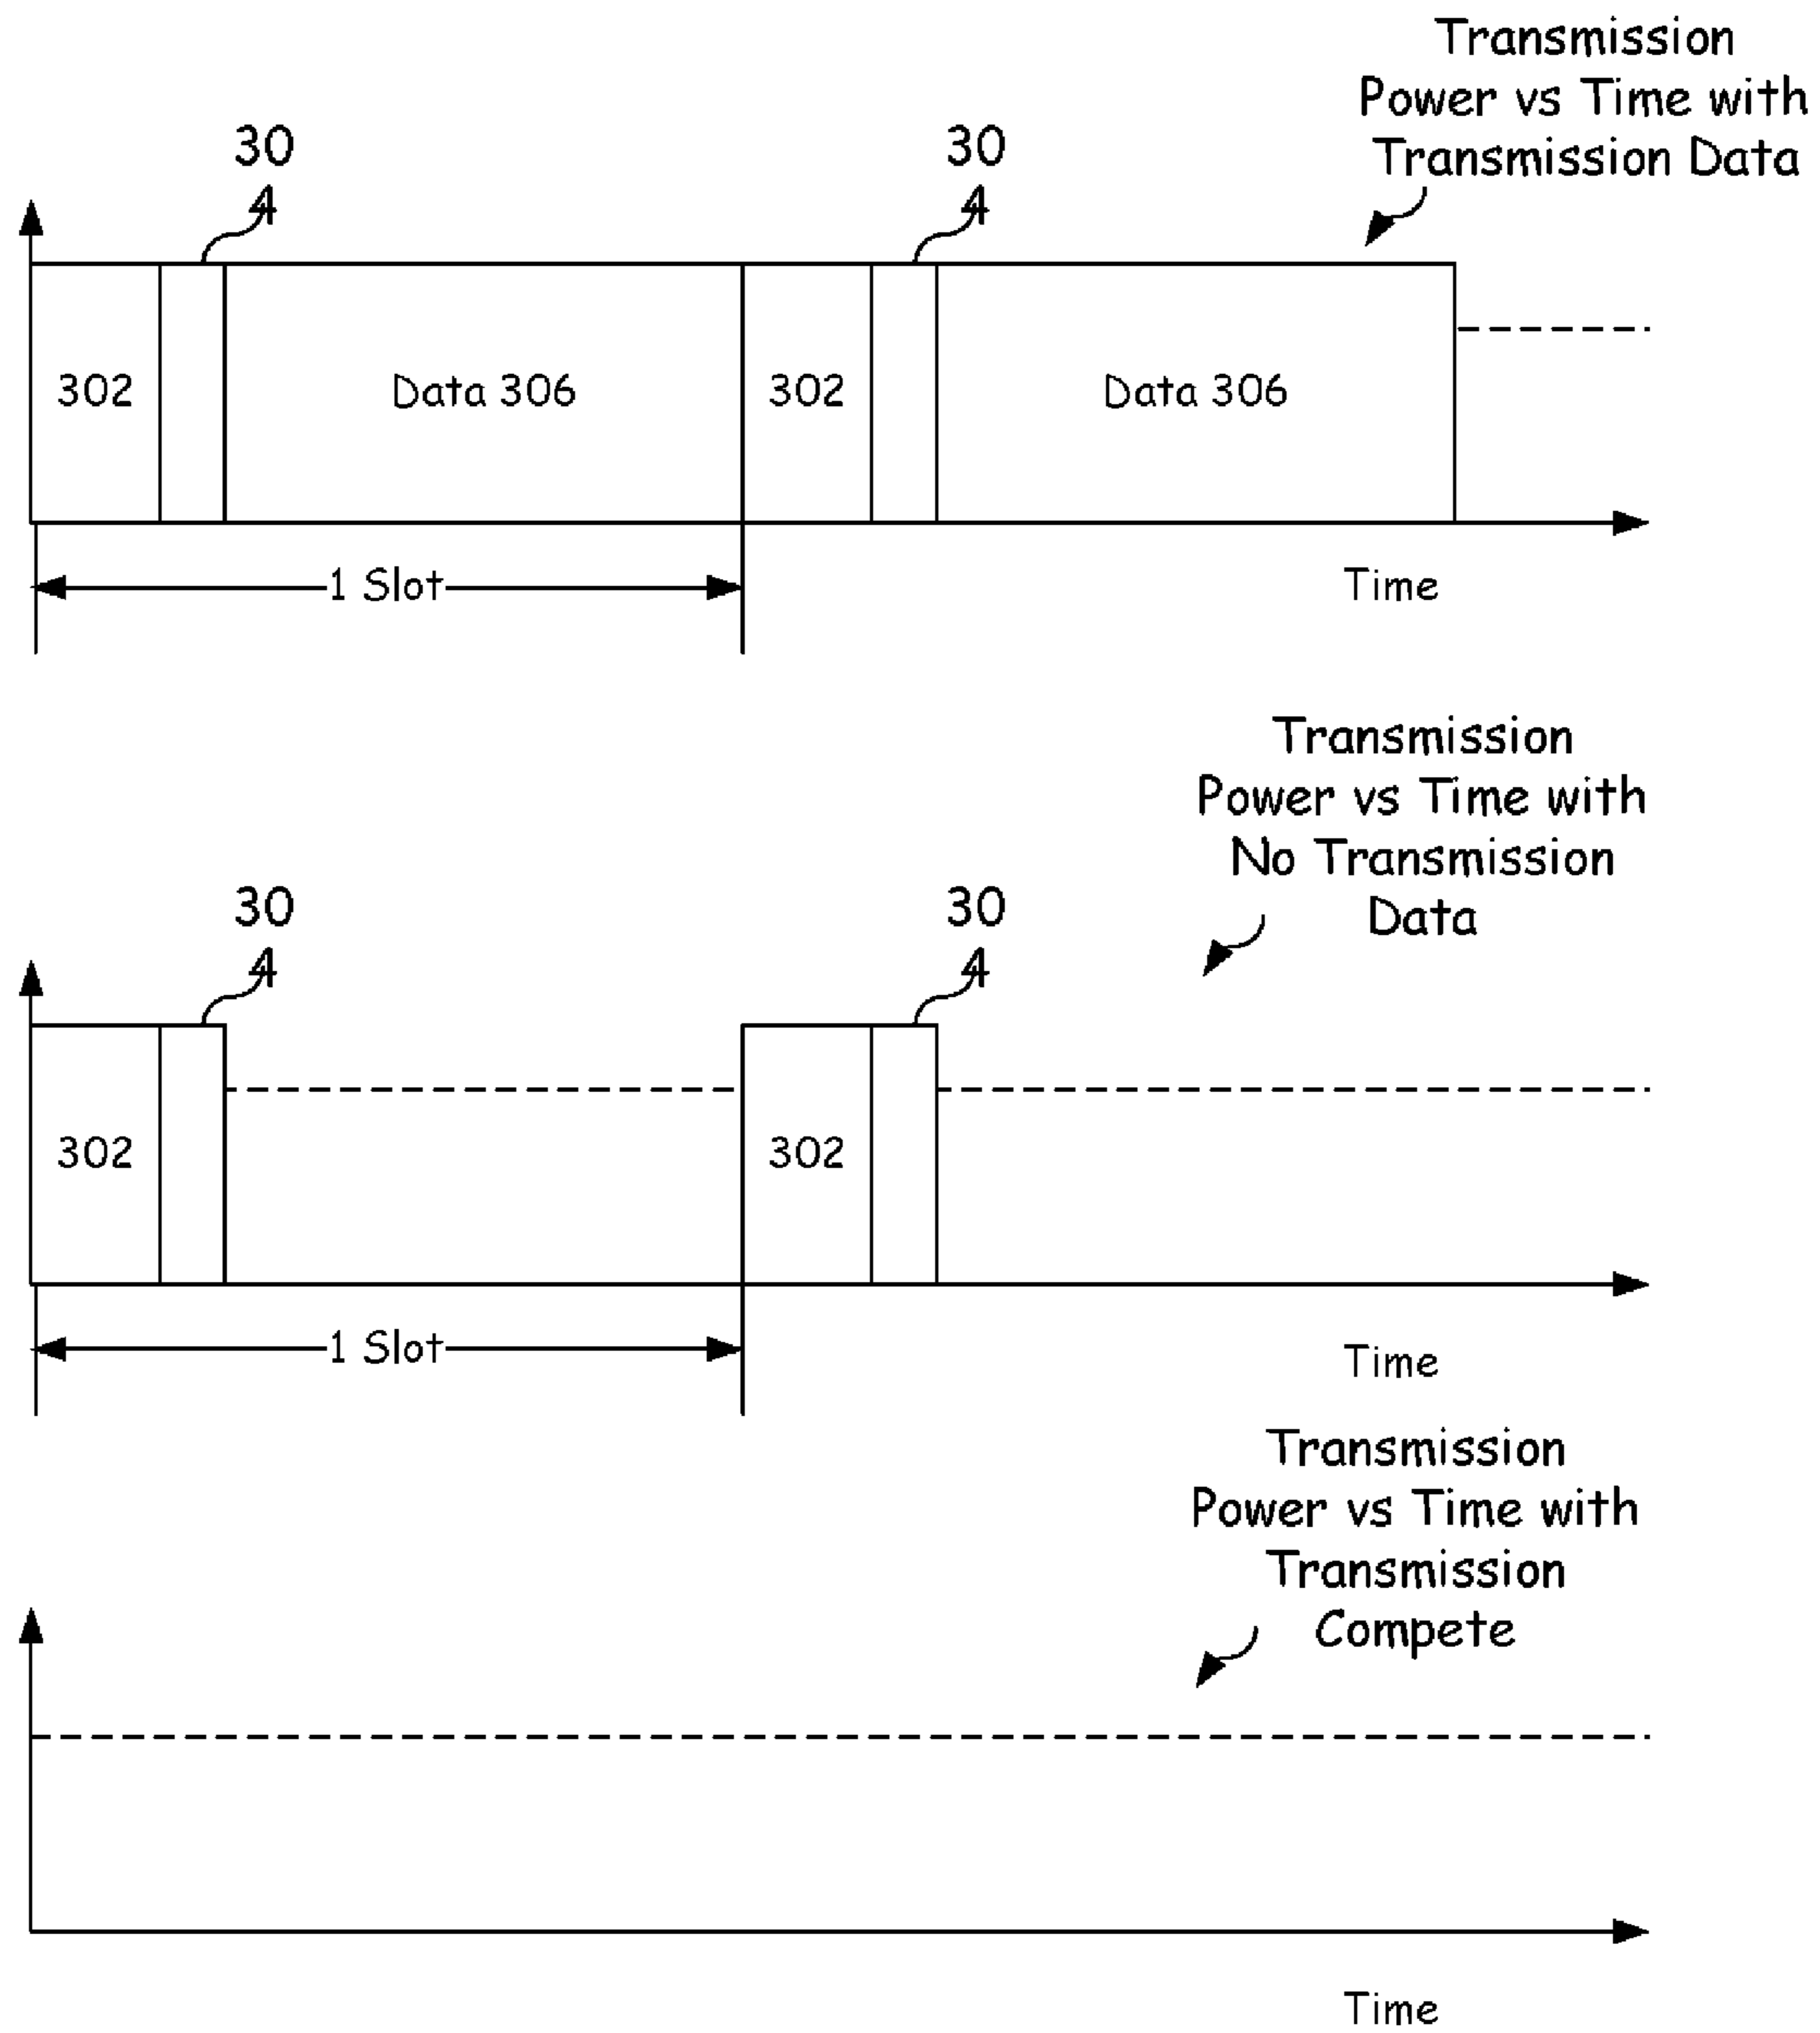 Transmission
Power vs Time with
Transmission Data
30
4
30
4
302
Data 306
302
Data 306
1 Slot
Time
Transmission
Power vs Time with
No Transmission
Data
30
4
30
4
302
302
1 Slot
Time
Transmission
Power vs Time with
Transmission
Compete
Time